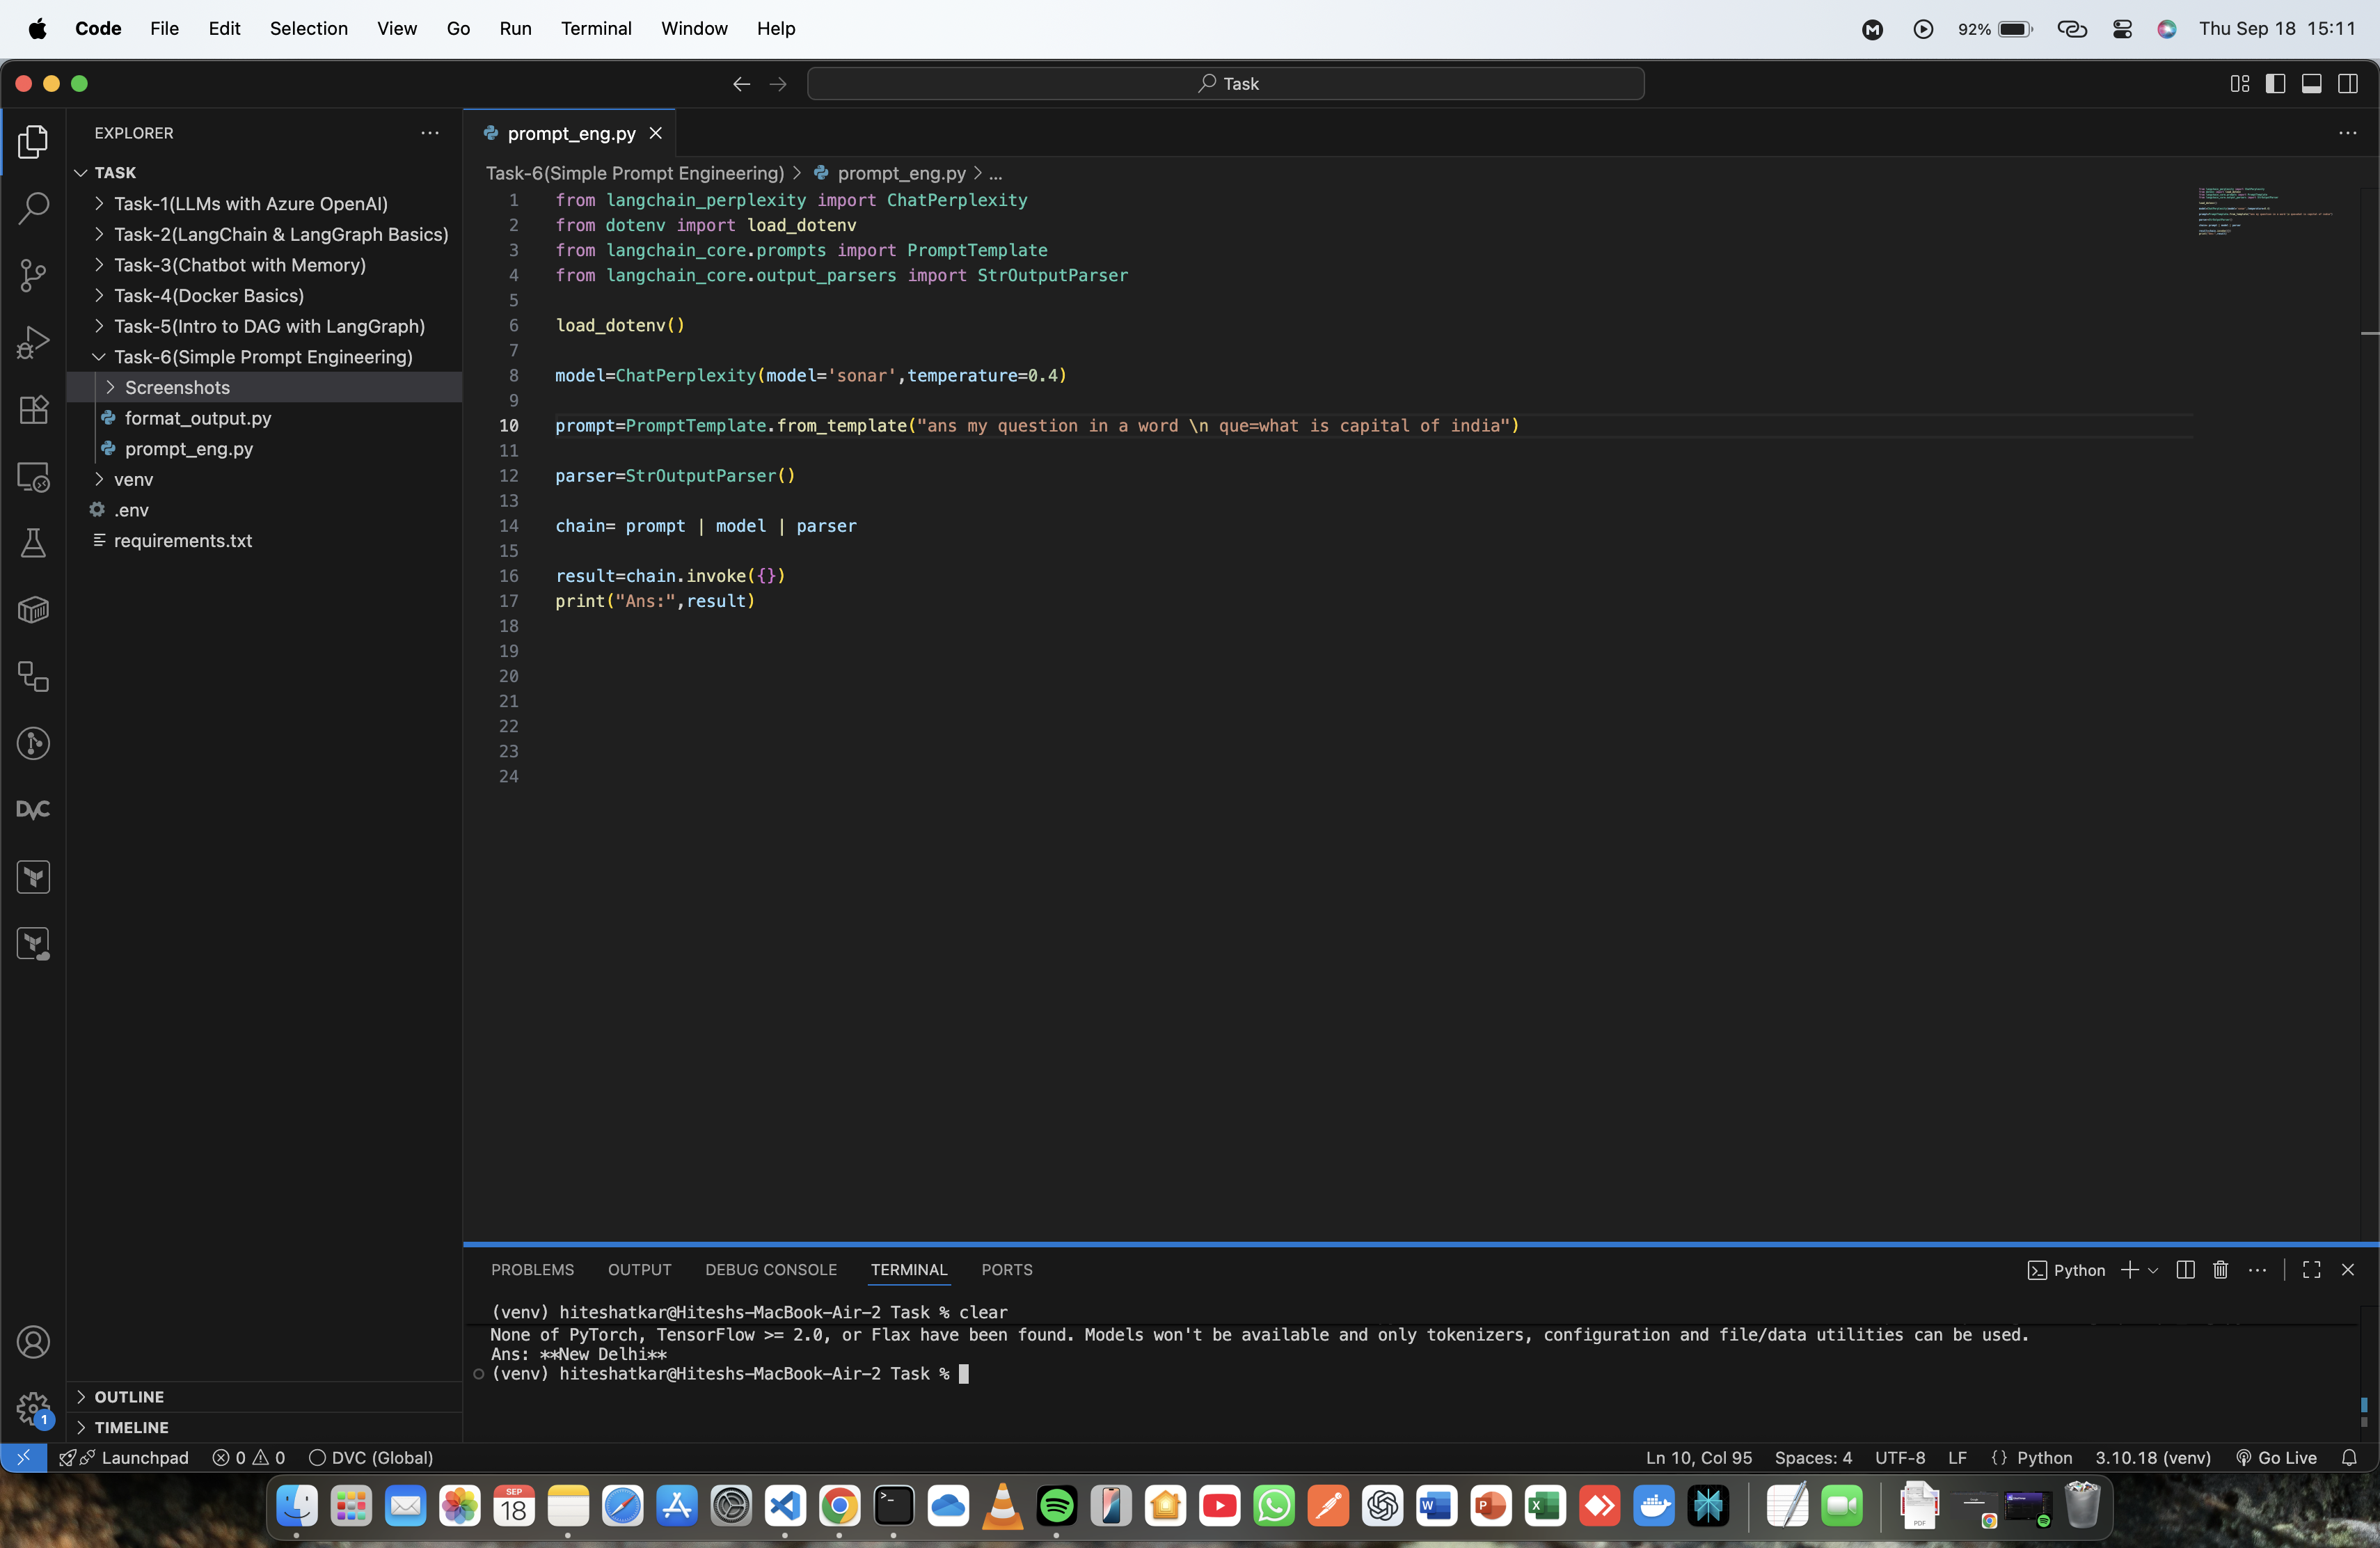 Code File Edit Selection View Go Run Terminal Window Help 92% Thu Sep 18 15:11
Task
EXPLORER
TASK
Task-1(LLMs with Azure OpenAI)
Task-2(LangChain & LangGraph Basics)
Task-3(Chatbot with Memory)
Task-4(Docker Basics)
Task-5(Intro to DAG with LangGraph)
Task-6(Simple Prompt Engineering)
Screenshots
format_output.py
prompt_eng.py
venv
.env
requirements.txt
OUTLINE
TIMELINE
DVC
1
prompt_eng.py
Task-6(Simple Prompt Engineering) > prompt_eng.py > ...
1 from langchain_perplexity import ChatPerplexity
2 from dotenv import load_dotenv
3 from langchain_core.prompts import PromptTemplate
4 from langchain_core.output_parsers import StrOutputParser
5
6 load_dotenv()
7
8 model=ChatPerplexity(model='sonar',temperature=0.4)
9
10 prompt=PromptTemplate.from_template("ans my question in a word \n que=what is capital of india")
11
12 parser=StrOutputParser()
13
14 chain= prompt | model | parser
15
16 result=chain.invoke({})
17 print("Ans:",result)
18
19
20
21
22
23
24
PROBLEMS OUTPUT DEBUG CONSOLE TERMINAL PORTS Python
(venv) hiteshatkar@Hiteshs-MacBook-Air-2 Task % clear
None of PyTorch, TensorFlow >= 2.0, or Flax have been found. Models won't be available and only tokenizers, configuration and file/data utilities can be used.
Ans: **New Delhi**
(venv) hiteshatkar@Hiteshs-MacBook-Air-2 Task %
Launchpad 0 0 DVC (Global) Ln 10, Col 95 Spaces: 4 UTF-8 LF {} Python 3.10.18 (venv) Go Live
SEP
18
PDF